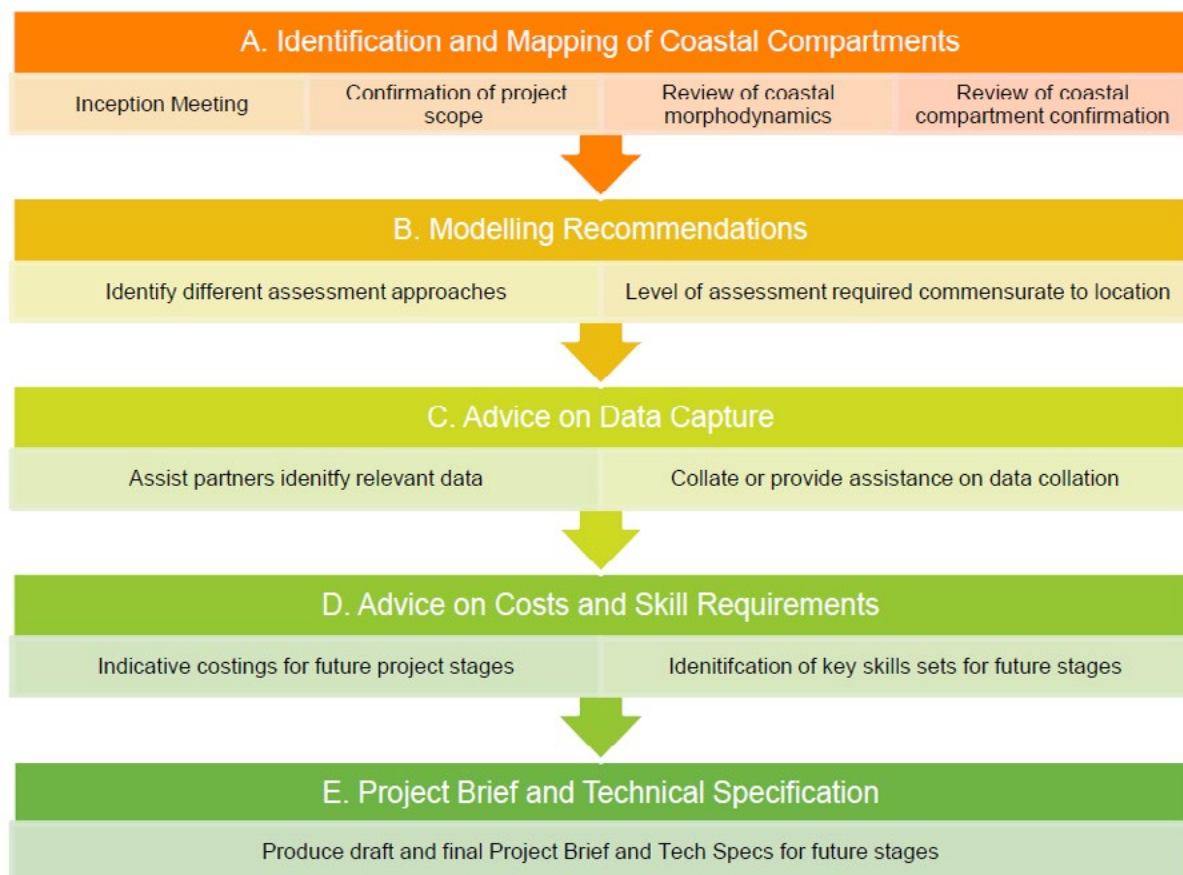 A. Identification and Mapping of Coastal Compartments
Inception Meeting
Confirmation of project
scope
Review of coastal
morphodynamics
Review of coastal
compartment confirmation
B. Modelling Recommendations
Identify different assessment approaches
Level of assessment required commensurate to location
C. Advice on Data Capture
Assist partners idenitfy relevant data
Collate or provide assistance on data collation
D. Advice on Costs and Skill Requirements
Indicative costings for future project stages
Idenitifcation of key skills sets for future stages
E. Project Brief and Technical Specification
Produce draft and final Project Brief and Tech Specs for future stages